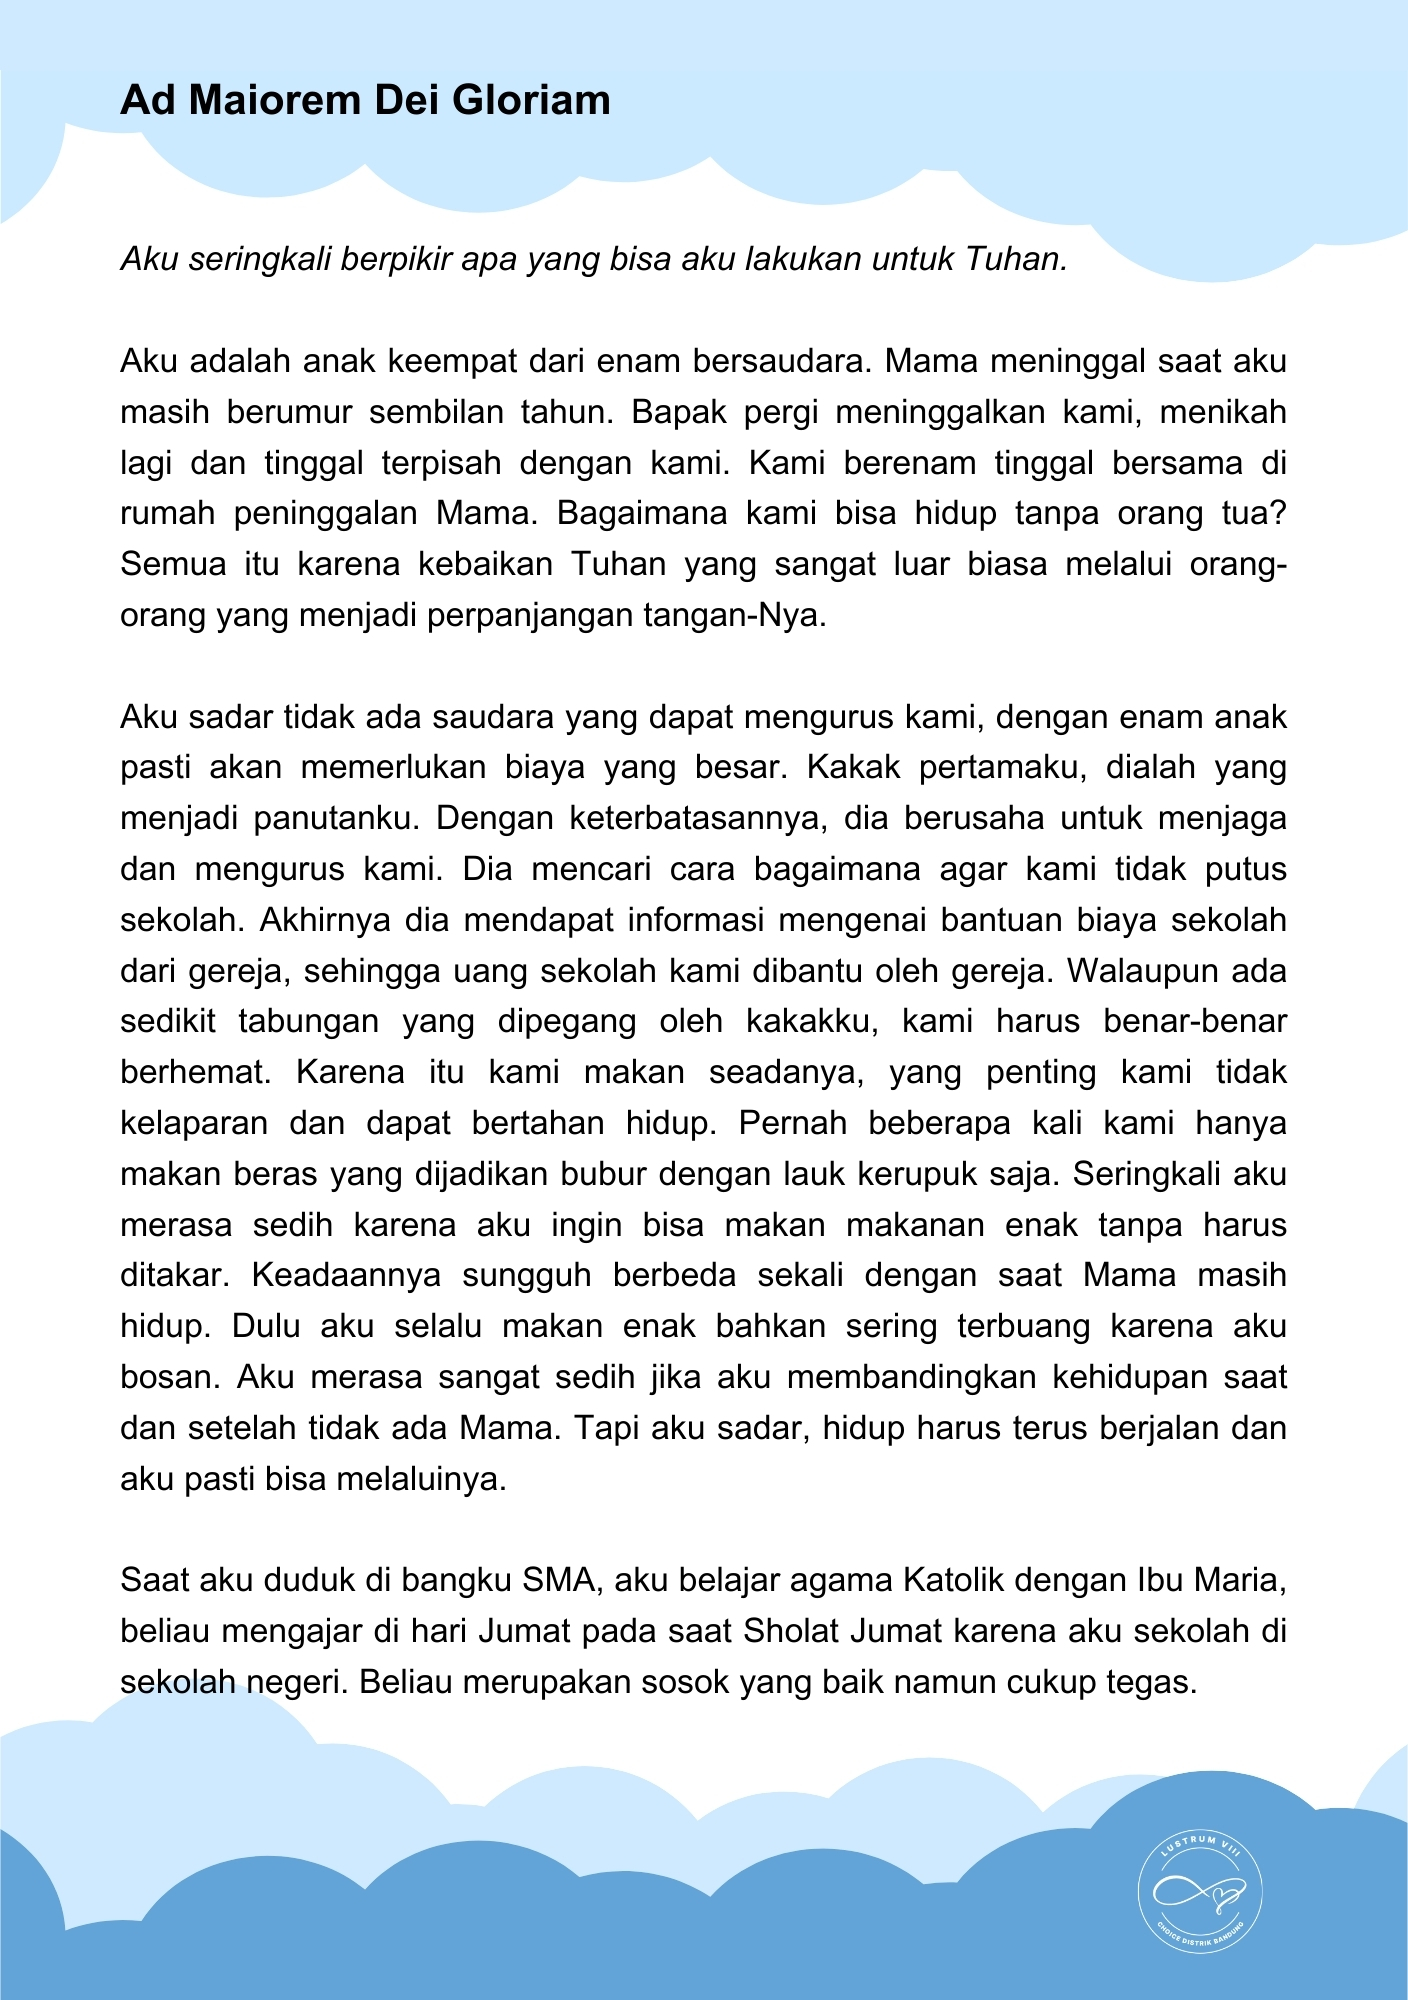 Ad Maiorem Dei Gloriam
Aku seringkali berpikir apa yang bisa aku lakukan untuk Tuhan.
Aku adalah anak keempat dari enam bersaudara. Mama meninggal saat aku
masih berumur sembilan tahun. Bapak pergi meninggalkan kami, menikah
lagi dan tinggal terpisah dengan kami. Kami berenam tinggal bersama di
rumah peninggalan Mama. Bagaimana kami bisa hidup tanpa orang tua?
Semua itu karena kebaikan Tuhan yang sangat luar biasa melalui orang-
orang yang menjadi perpanjangan tangan-Nya.
Aku sadar tidak ada saudara yang dapat mengurus kami, dengan enam anak
pasti akan memerlukan biaya yang besar. Kakak pertamaku, dialah yang
menjadi panutanku. Dengan keterbatasannya, dia berusaha untuk menjaga
dan mengurus kami. Dia mencari cara bagaimana agar kami tidak putus
sekolah. Akhirnya dia mendapat informasi mengenai bantuan biaya sekolah
dari gereja, sehingga uang sekolah kami dibantu oleh gereja. Walaupun ada
sedikit tabungan yang dipegang oleh kakakku, kami harus benar-benar
berhemat. Karena itu kami makan seadanya, yang penting kami tidak
kelaparan dan dapat bertahan hidup. Pernah beberapa kali kami hanya
makan beras yang dijadikan bubur dengan lauk kerupuk saja. Seringkali aku
merasa sedih karena aku ingin bisa makan makanan enak tanpa harus
ditakar. Keadaannya sungguh berbeda sekali dengan saat Mama masih
hidup. Dulu aku selalu makan enak bahkan sering terbuang karena aku
bosan. Aku merasa sangat sedih jika aku membandingkan kehidupan saat
dan setelah tidak ada Mama. Tapi aku sadar, hidup harus terus berjalan dan
aku pasti bisa melaluinya.
Saat aku duduk di bangku SMA, aku belajar agama Katolik dengan Ibu Maria,
beliau mengajar di hari Jumat pada saat Sholat Jumat karena aku sekolah di
sekolah negeri. Beliau merupakan sosok yang baik namun cukup tegas.
LUSTRUM VIII
CHOICE DISTRIK BANDUNG